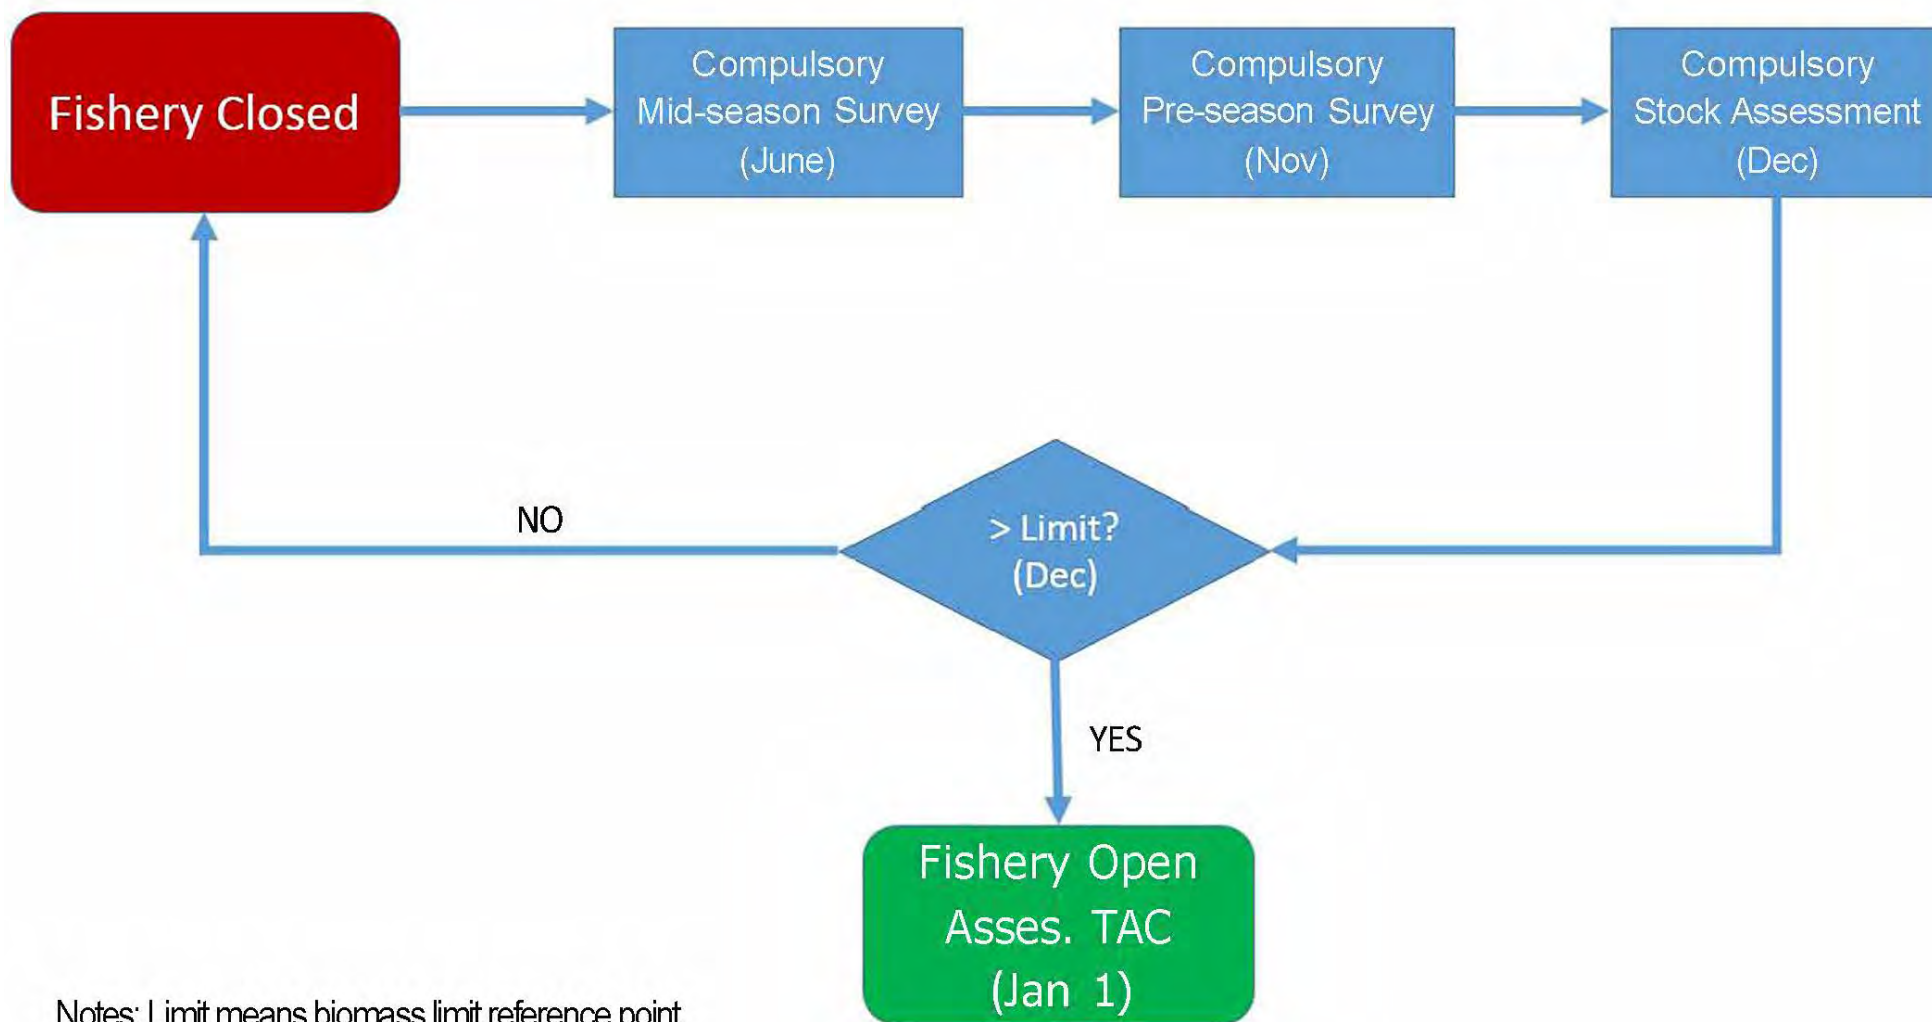 Fishery Closed
Compulsory
Mid-season Survey
(June)
Compulsory
Pre-season Survey
(Nov)
Compulsory
Stock Assessment
(Dec)
> Limit?
(Dec)
NO
YES
Fishery Open
Asses. TAC
(Jan 1)
Notes: Limit means biomass limit reference point